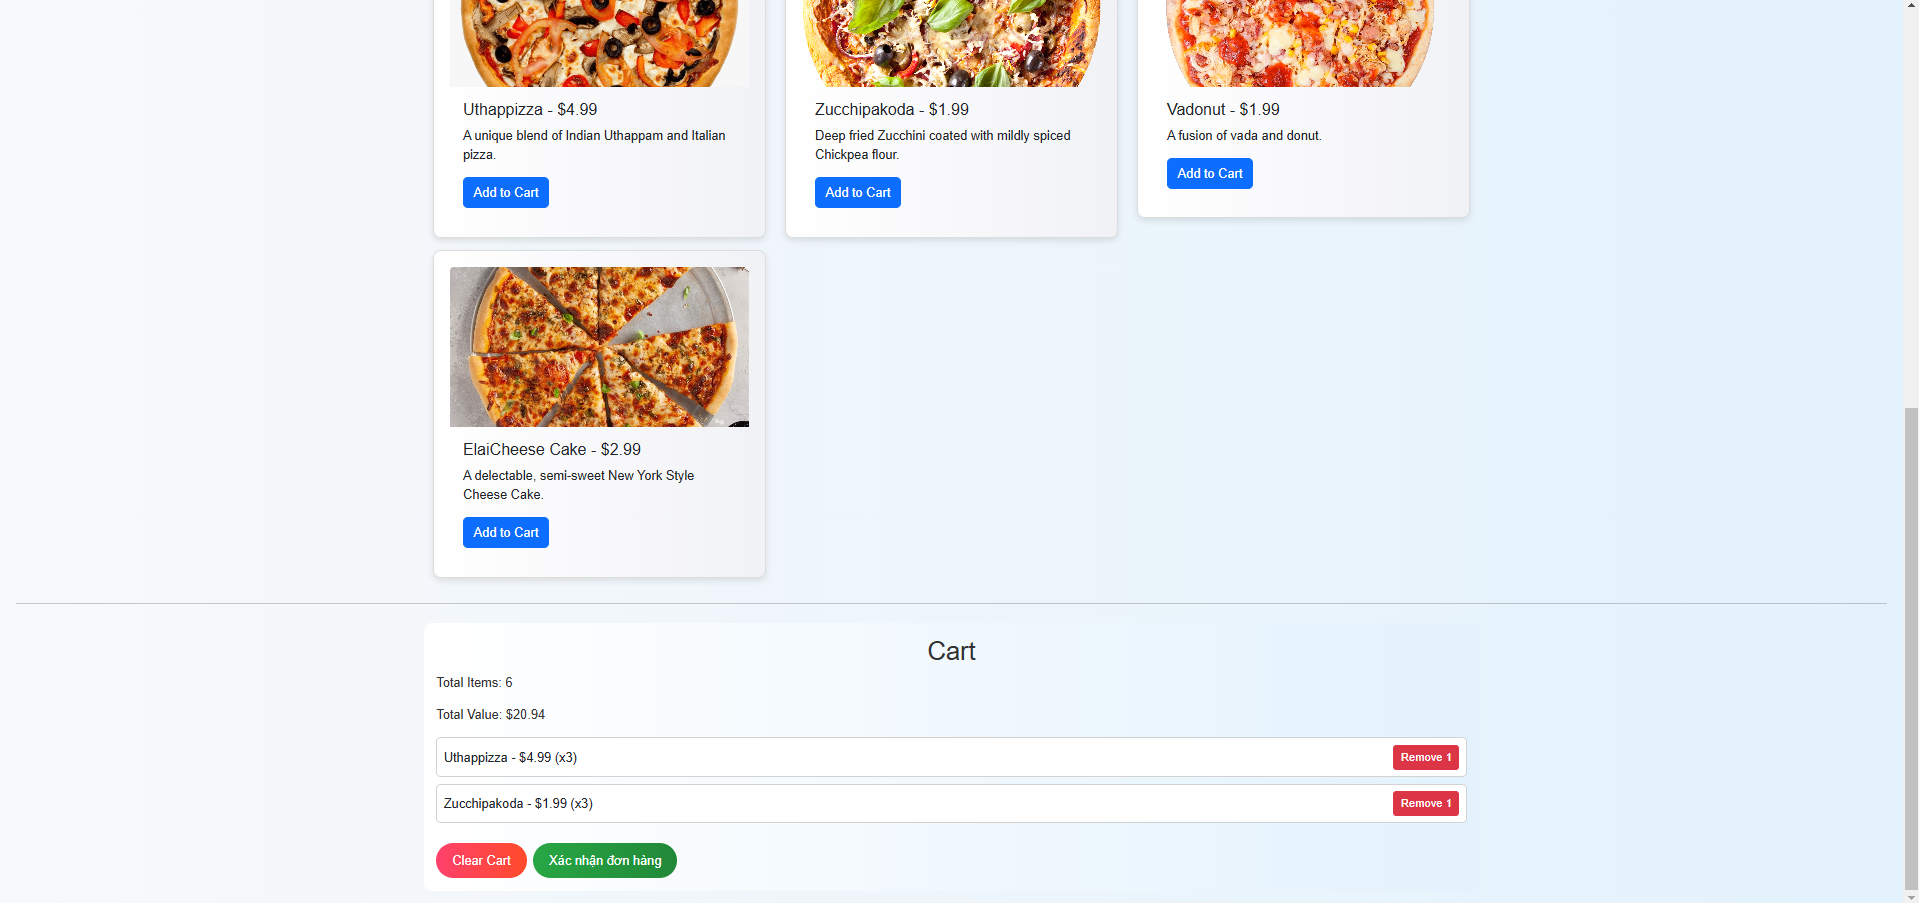 Uthappizza - $4.99
A unique blend of Indian Uthappam and Italian
pizza.
Add to Cart
Zucchipakoda - $1.99
Deep fried Zucchini coated with mildly spiced
Chickpea flour.
Add to Cart
Vadonut - $1.99
A fusion of vada and donut.
Add to Cart
ElaiCheese Cake - $2.99
A delectable, semi-sweet New York Style
Cheese Cake.
Add to Cart
Cart
Total Items: 6
Total Value: $20.94
Uthappizza - $4.99 (x3)
Remove 1
Zucchipakoda - $1.99 (x3)
Remove 1
Clear Cart
Xác nhận đơn hàng